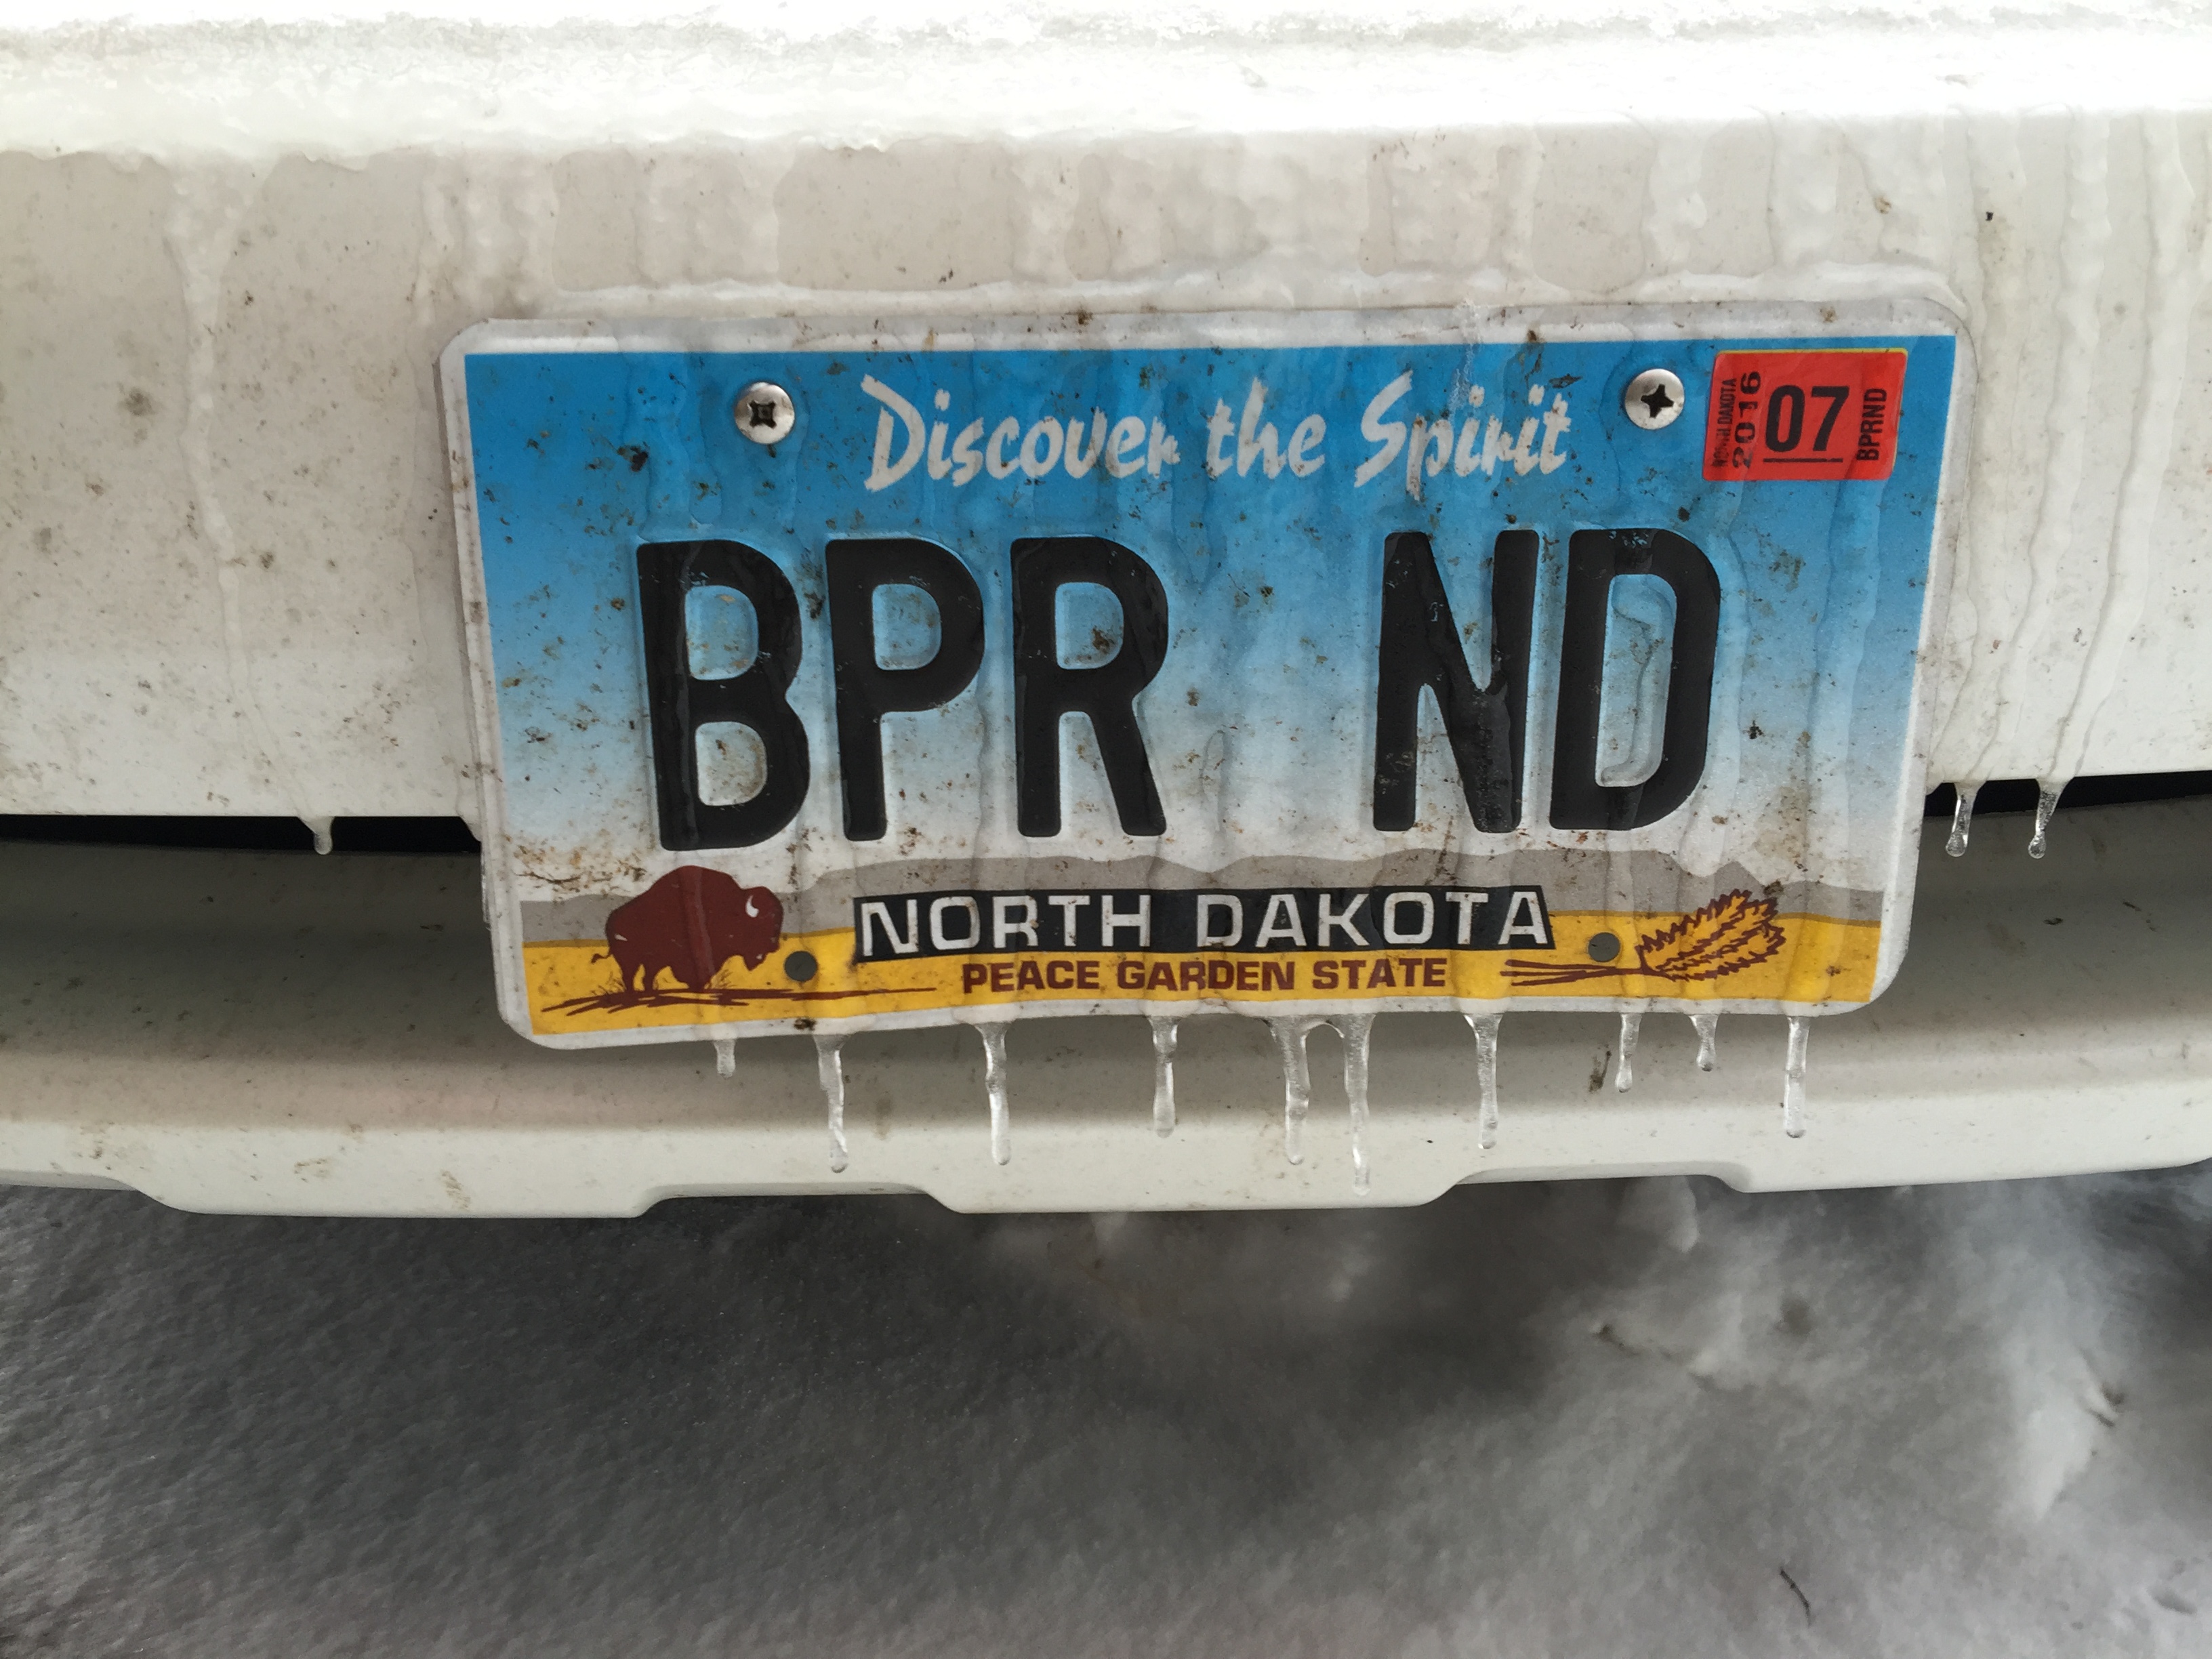 Discover the Spirit
NORTH DAKOTA
2016
07
BPRND
BPR ND
NORTH DAKOTA
PEACE GARDEN STATE